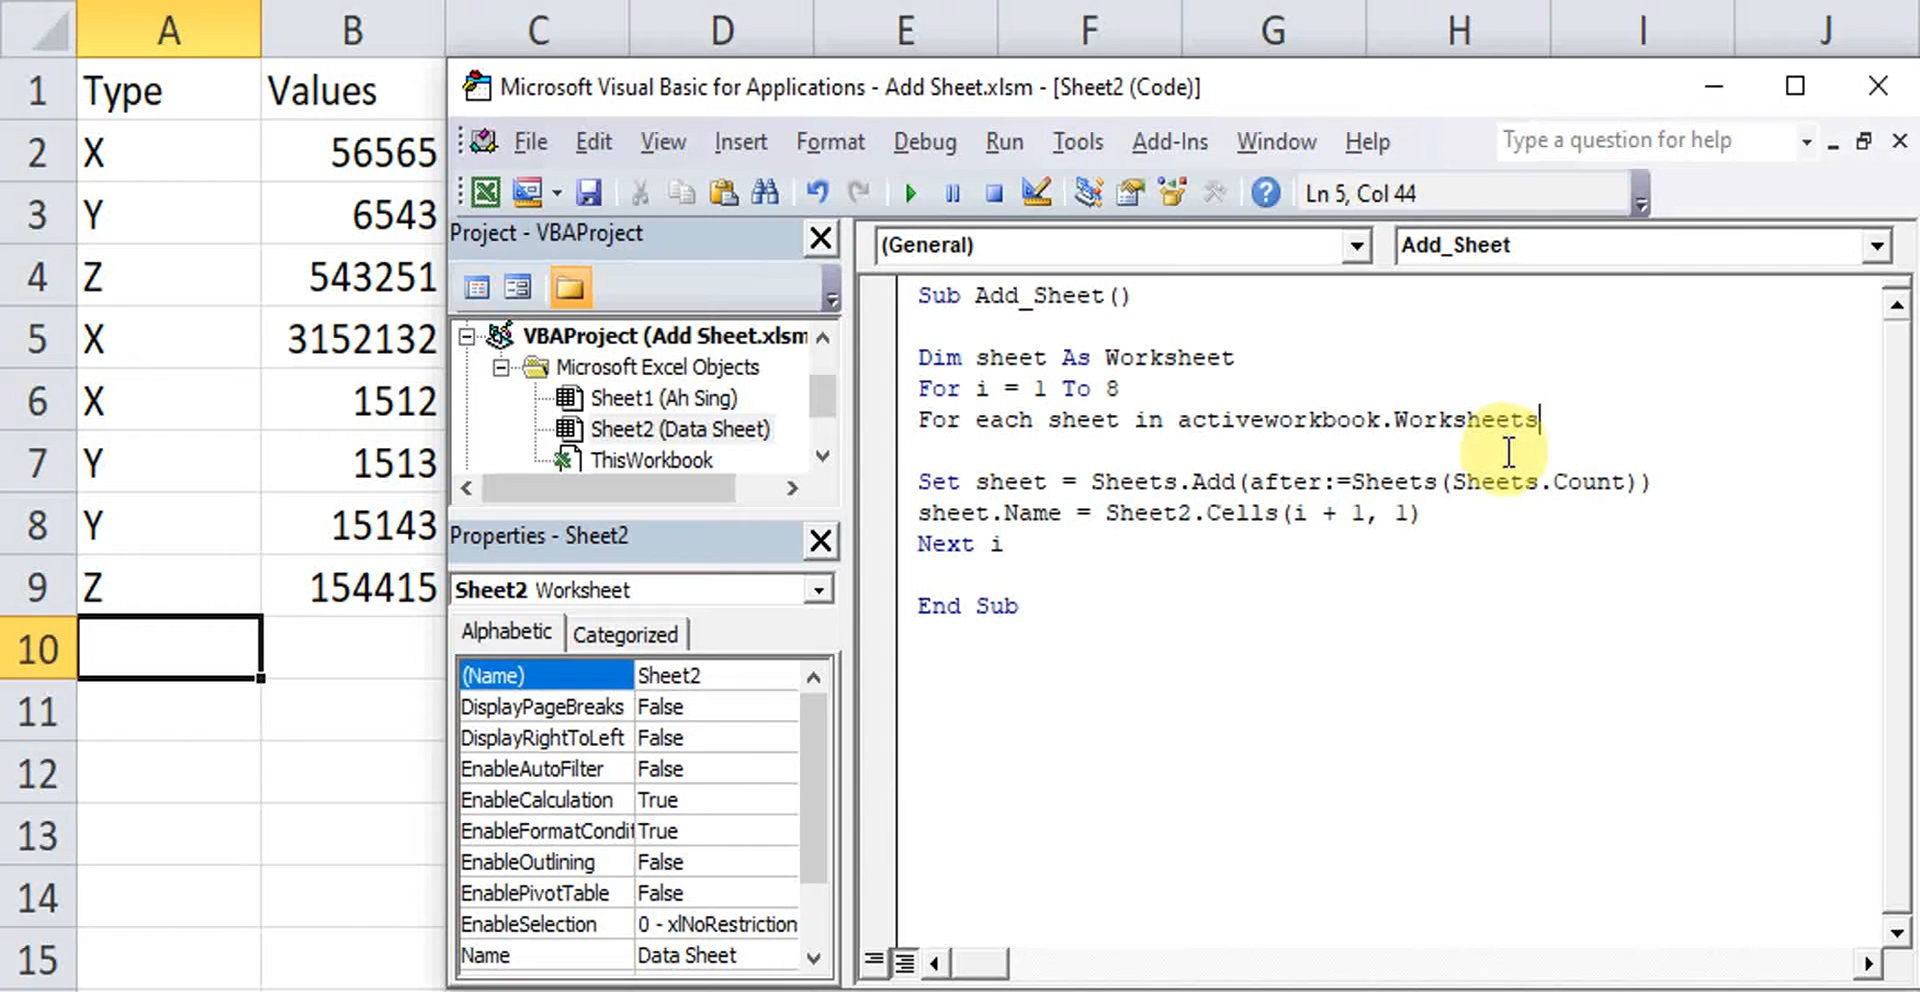 A B C D E F G H I J
1 Type Values
2 X 56565
3 Y 6543
4 Z 543251
5 X 3152132
6 X 1512
7 Y 1513
8 Y 15143
9 Z 154415
10
11
12
13
14
15
Microsoft Visual Basic for Applications - Add Sheet.xlsm - [Sheet2 (Code)]
File Edit View Insert Format Debug Run Tools Add-Ins Window Help Type a question for help
Ln 5, Col 44
Project - VBAProject
VBAProject (Add Sheet.xlsm
Microsoft Excel Objects
Sheet1 (Ah Sing)
Sheet2 (Data Sheet)
ThisWorkbook
Properties - Sheet2
Sheet2 Worksheet
Alphabetic Categorized
(Name) Sheet2
DisplayPageBreaks False
DisplayRightToLeft False
EnableAutoFilter False
EnableCalculation True
EnableFormatCondit True
EnableOutlining False
EnablePivotTable False
EnableSelection 0 - xlNoRestriction
Name Data Sheet
(General) Add_Sheet
Sub Add_Sheet()
Dim sheet As Worksheet
For i = 1 To 8
For each sheet in activeworkbook.Worksheets
Set sheet = Sheets.Add(after:=Sheets(Sheets.Count))
sheet.Name = Sheet2.Cells(i + 1, 1)
Next i
End Sub